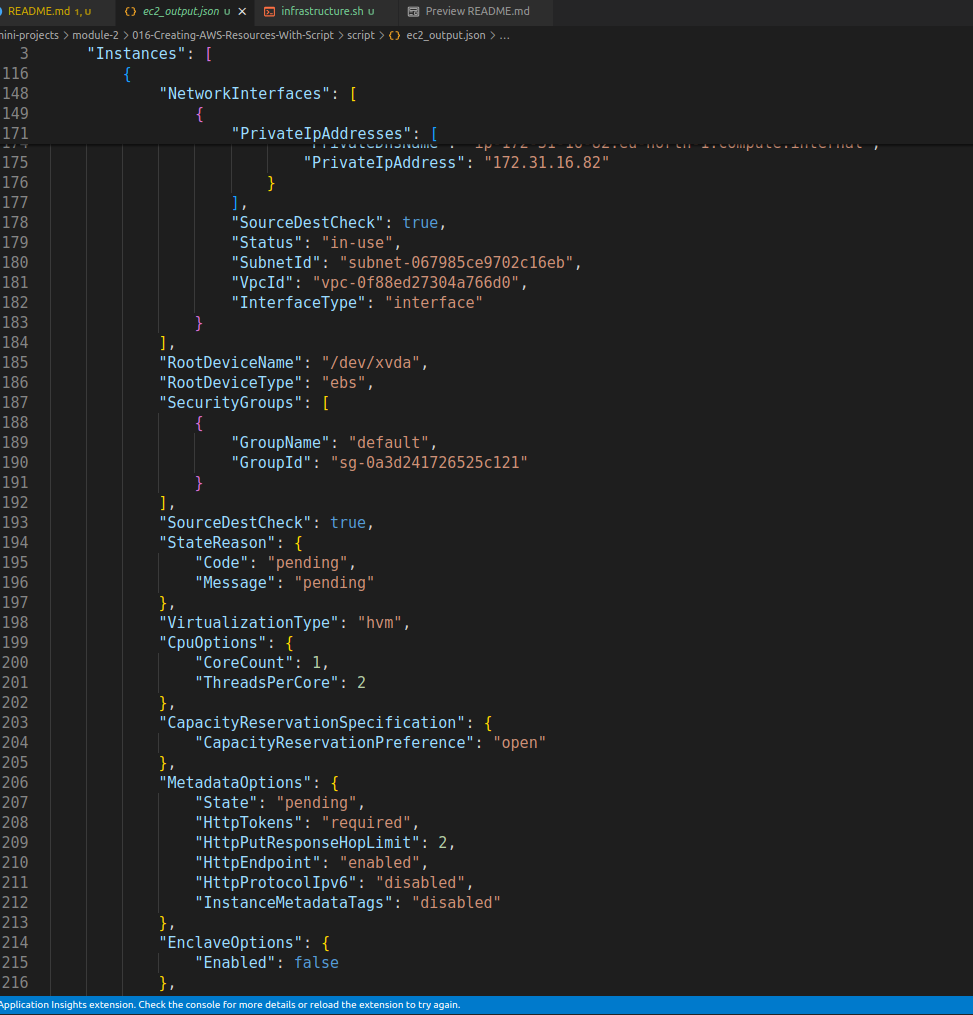 README.md 1, U {} ec2_output.json U × infrastructure.sh U Preview README.md
nini-projects > module-2 > 016-Creating-AWS-Resources-With-Script > script > {} ec2_output.json > ...
3 "Instances": [
116 {
148 "NetworkInterfaces": [
149 {
171 "PrivateIpAddresses": [
174 "PrivateDnsName": "ip-172-31-16-82.eu-north-1.compute.internal",
175 "PrivateIpAddress": "172.31.16.82"
176 }
177 ],
178 "SourceDestCheck": true,
179 "Status": "in-use",
180 "SubnetId": "subnet-067985ce9702c16eb",
181 "VpcId": "vpc-0f88ed27304a766d0",
182 "InterfaceType": "interface"
183 }
184 ],
185 "RootDeviceName": "/dev/xvda",
186 "RootDeviceType": "ebs",
187 "SecurityGroups": [
188 {
189 "GroupName": "default",
190 "GroupId": "sg-0a3d241726525c121"
191 }
192 ],
193 "SourceDestCheck": true,
194 "StateReason": {
195 "Code": "pending",
196 "Message": "pending"
197 },
198 "VirtualizationType": "hvm",
199 "CpuOptions": {
200 "CoreCount": 1,
201 "ThreadsPerCore": 2
202 },
203 "CapacityReservationSpecification": {
204 "CapacityReservationPreference": "open"
205 },
206 "MetadataOptions": {
207 "State": "pending",
208 "HttpTokens": "required",
209 "HttpPutResponseHopLimit": 2,
210 "HttpEndpoint": "enabled",
211 "HttpProtocolIpv6": "disabled",
212 "InstanceMetadataTags": "disabled"
213 },
214 "EnclaveOptions": {
215 "Enabled": false
216 },
Application Insights extension. Check the console for more details or reload the extension to try again.